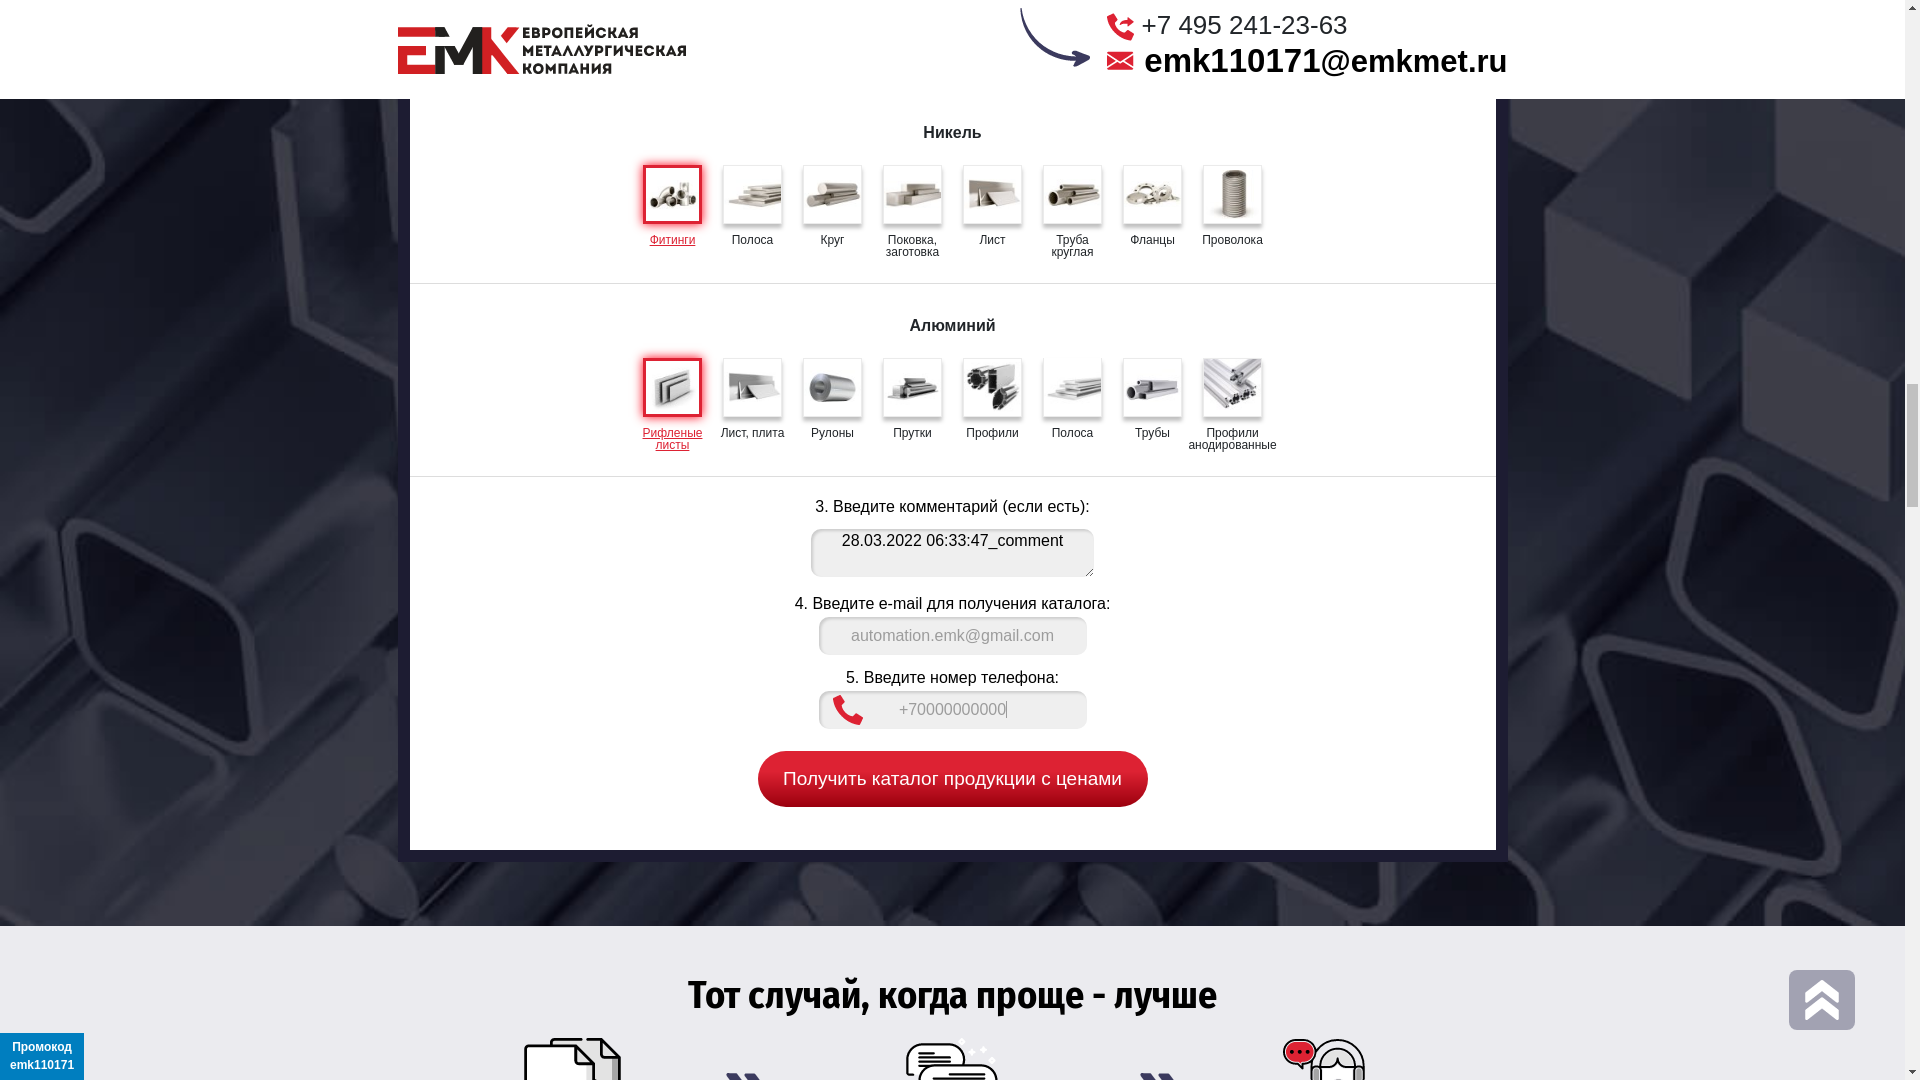 ЕВРОПЕЙСКАЯ
EMK МЕТАЛЛУРГИЧЕСКАЯ
КОМПАНИЯ
+7 495 241-23-63
emk110171@emkmet.ru
Никель
Фитинги
Полоса
Круг
Поковка,
заготовка
Лист
Труба
круглая
Фланцы
Проволока
Алюминий
Рифленые
листы
Лист, плита
Рулоны
Прутки
Профили
Полоса
Трубы
Профили
анодированные
3. Введите комментарий (если есть):
28.03.2022 06:33:47_comment
4. Введите e-mail для получения каталога:
automation.emk@gmail.com
5. Введите номер телефона:
+70000000000
Получить каталог продукции с ценами
Тот случай, когда проще - лучше
Промокод
emk110171